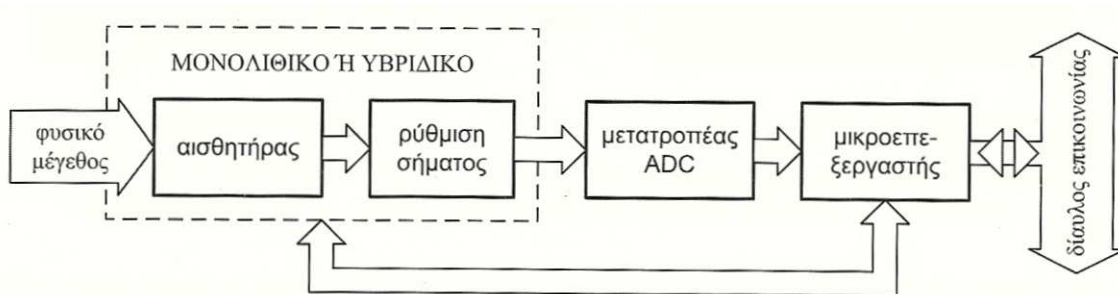 ΜΟΝΟΛΙΘΙΚΟ Ή ΥΒΡΙΔΙΚΟ
φυσικό
μέγεθος
αισθητήρας
ρύθμιση
σήματος
μετατροπέας
ADC
μικροεπε-
ξεργαστής
δίαυλος επικοινωνίας